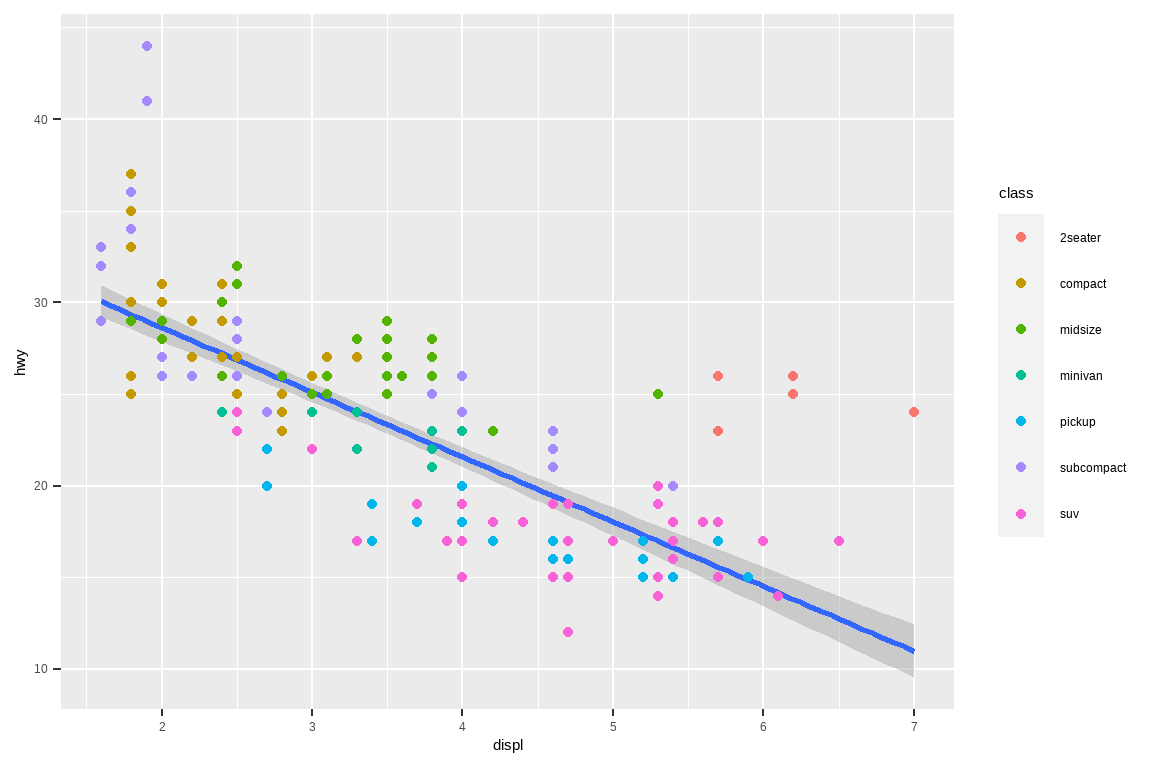 hwy
40
30
20
10
2
3
4
5
6
7
displ
class
2seater
compact
midsize
minivan
pickup
subcompact
suv